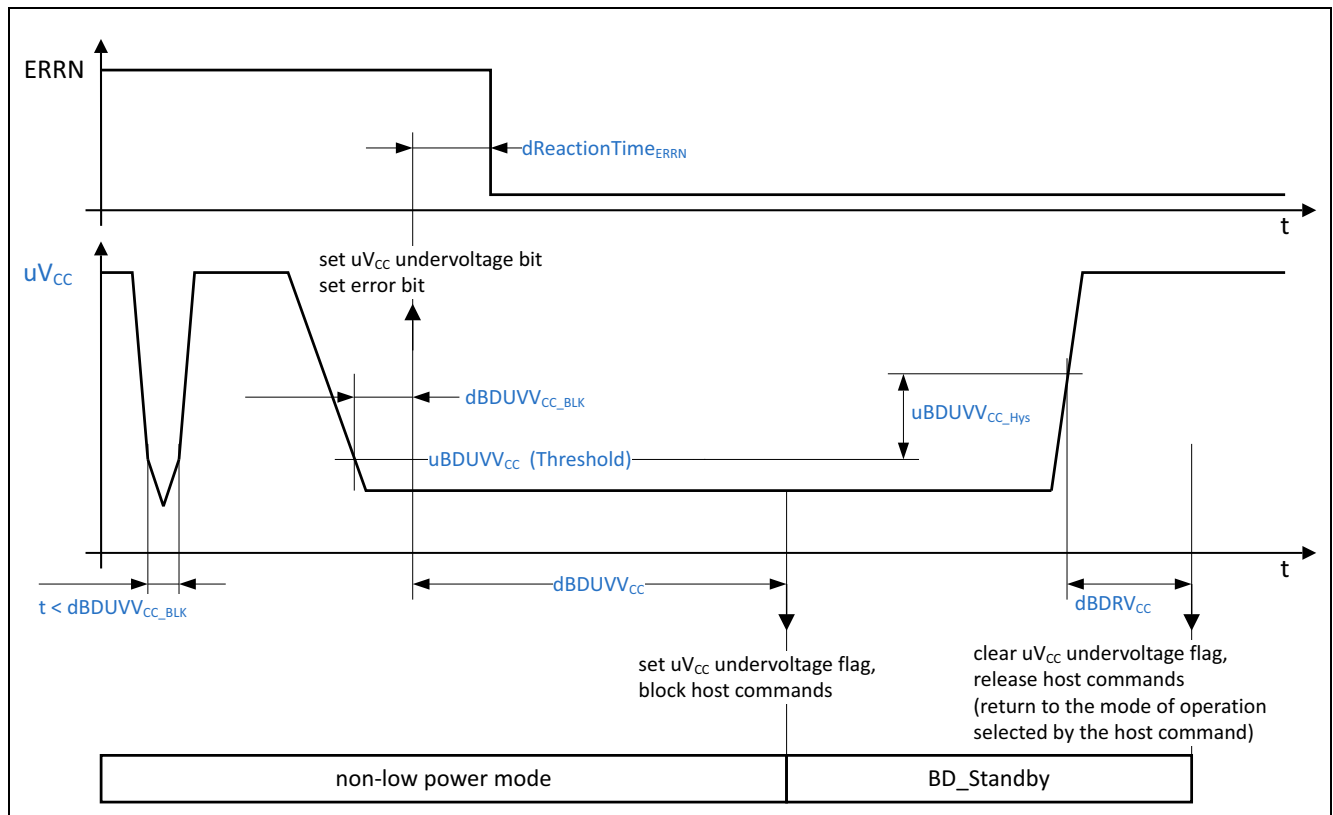 ERRN
dReactionTimeERRN
t
uVCC
set uVCC undervoltage bit
set error bit
dBDUVVCC_BLK
uBDUVVCC_Hys
uBDUVVCC (Threshold)
t
t < dBDUVVCC_BLK
dBDUVVCC
dBDRVCC
set uVCC undervoltage flag,
block host commands
clear uVCC undervoltage flag,
release host commands
(return to the mode of operation
selected by the host command)
non-low power mode
BD_Standby